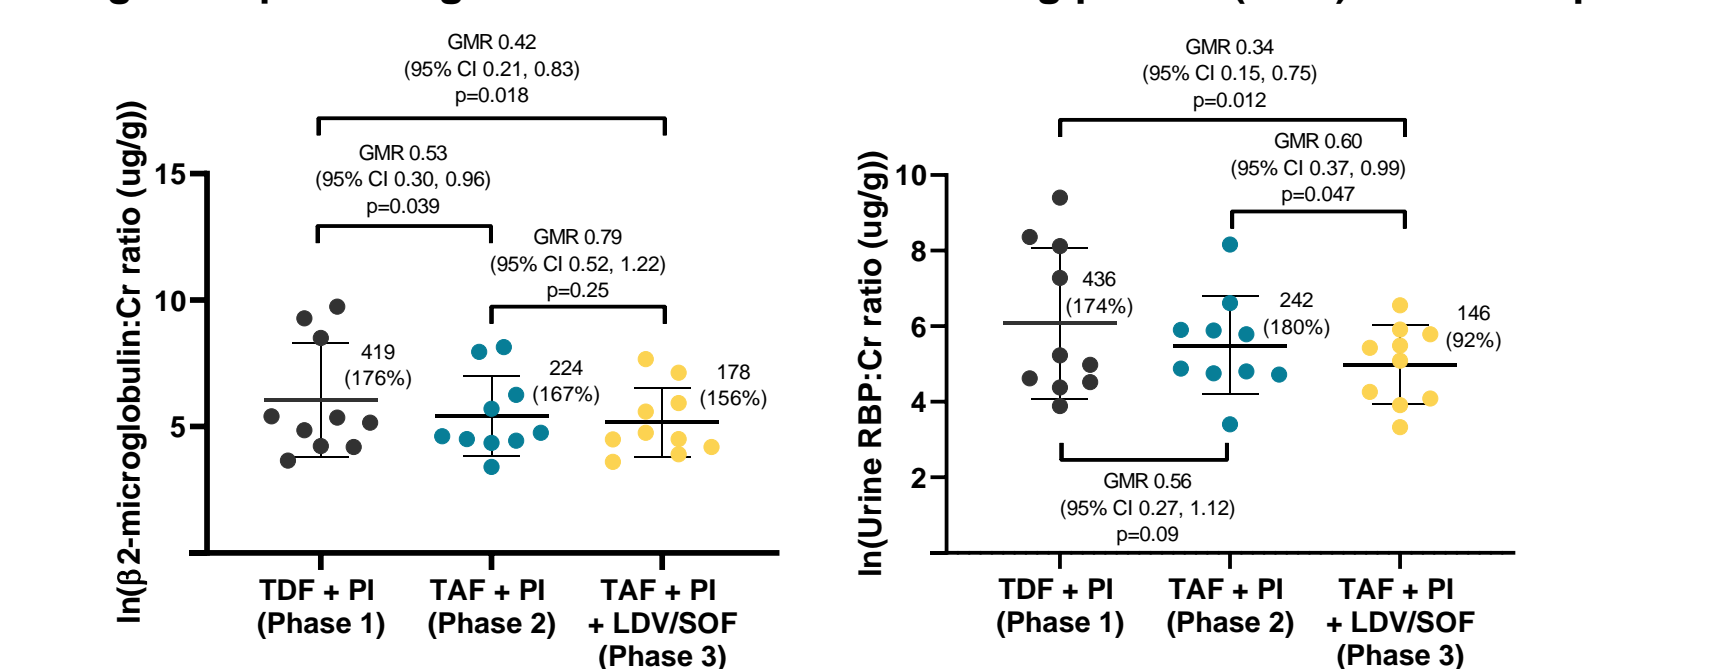 GMR 0.42
(95% CI 0.21, 0.83)
p=0.018
GMR 0.53
(95% CI 0.30, 0.96)
p=0.039
GMR 0.79
(95% CI 0.52, 1.22)
p=0.25
ln(β2-microglobulin:Cr ratio (ug/g))
15
10
5
419
(176%)
224
(167%)
178
(156%)
TDF + PI
(Phase 1)
TAF + PI
(Phase 2)
TAF + PI
+ LDV/SOF
(Phase 3)
GMR 0.34
(95% CI 0.15, 0.75)
p=0.012
GMR 0.60
(95% CI 0.37, 0.99)
p=0.047
ln(Urine RBP:Cr ratio (ug/g))
10
8
6
4
2
436
(174%)
242
(180%)
146
(92%)
GMR 0.56
(95% CI 0.27, 1.12)
p=0.09
TDF + PI
(Phase 1)
TAF + PI
(Phase 2)
TAF + PI
+ LDV/SOF
(Phase 3)